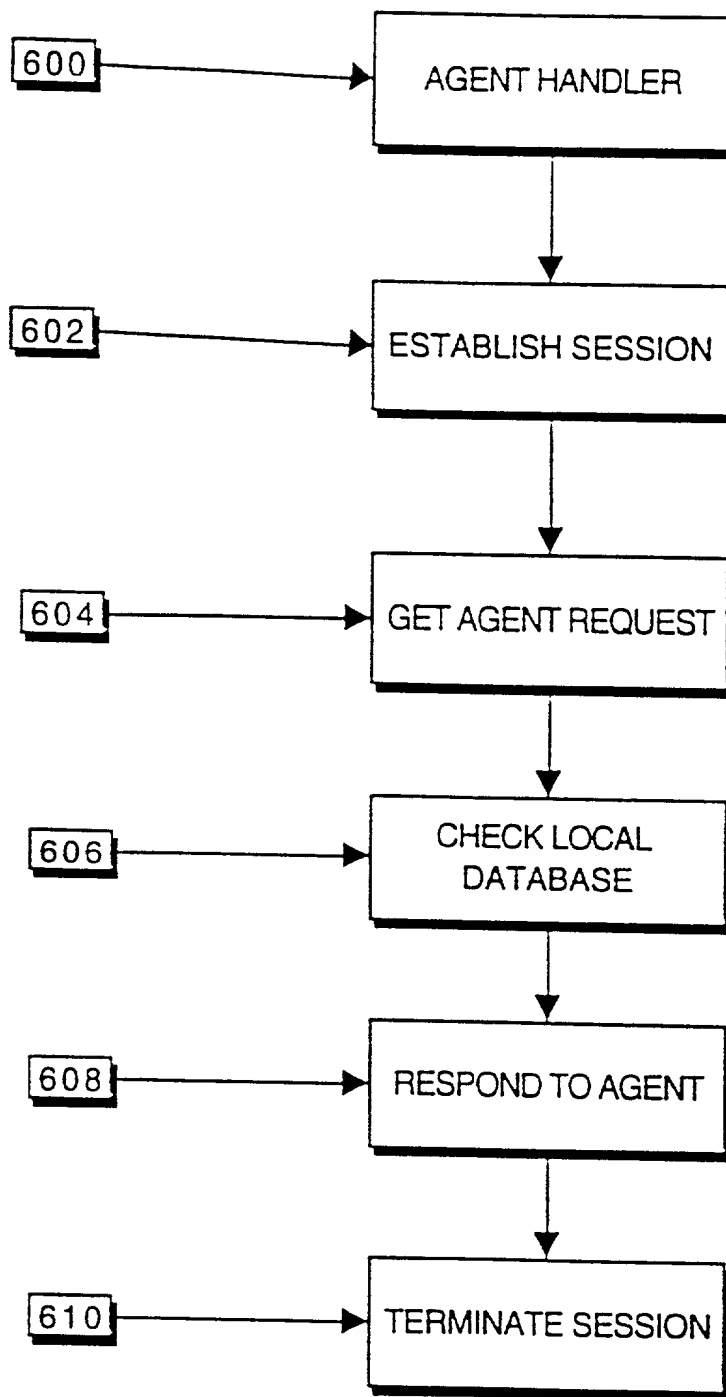 600
AGENT HANDLER
602
ESTABLISH SESSION
604
GET AGENT REQUEST
606
CHECK LOCAL
DATABASE
608
RESPOND TO AGENT
610
TERMINATE SESSION